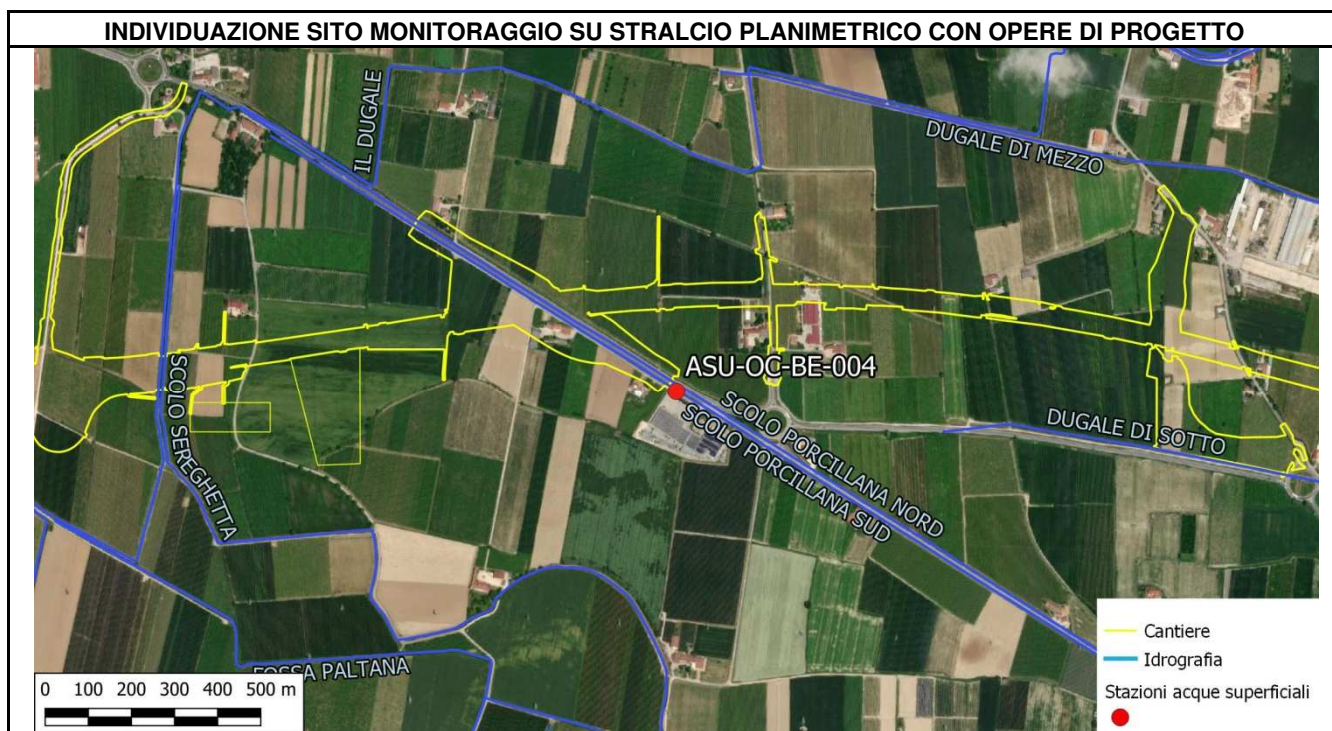 INDIVIDUAZIONE SITO MONITORAGGIO SU STRALCIO PLANIMETRICO CON OPERE DI PROGETTO
IL DUGALE
DUGALE DI MEZZO
ASU-OC-BE-004
SCOLO SEREGHETTA
SCOLO PORCILLANA NORD
SCOLO PORCILLANA SUD
DUGALE DI SOTTO
FOSSA PALTANA
0 100 200 300 400 500 m
Cantiere
Idrografia
Stazioni acque superficiali